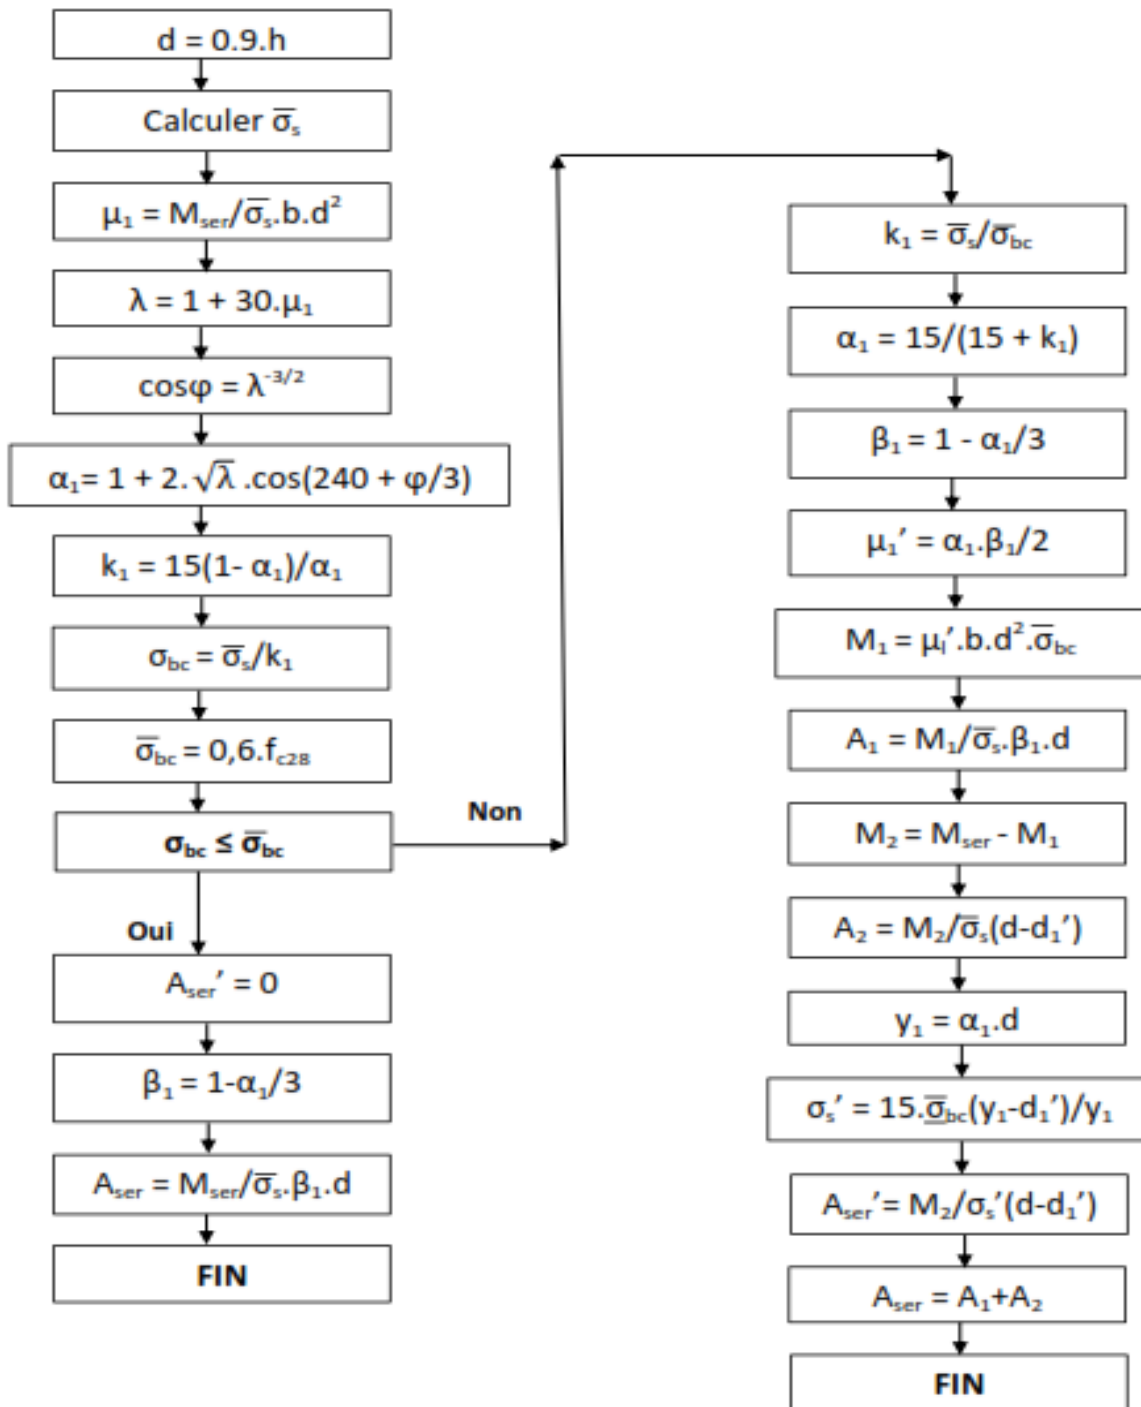 d = 0.9.h
Calculer σ̅ₛ
μ₁ = Mₛₑᵣ/σ̅ₛ.b.d²
λ = 1 + 30.μ₁
cosφ = λ⁻³ᐟ²
α₁= 1 + 2.√λ .cos(240 + φ/3)
k₁ = 15(1- α₁)/α₁
σbc = σ̅ₛ/k₁
σ̅bc = 0,6.fc28
σbc ≤ σ̅bc
Non
Oui
Aser’ = 0
β₁ = 1-α₁/3
Aser = Mser/σ̅ₛ.β₁.d
FIN
k₁ = σ̅ₛ/σ̅bc
α₁ = 15/(15 + k₁)
β₁ = 1 - α₁/3
μ₁’ = α₁.β₁/2
M₁ = μₗ’.b.d².σ̅bc
A₁ = M₁/σ̅ₛ.β₁.d
M₂ = Mser - M₁
A₂ = M₂/σ̅ₛ(d-d₁’)
y₁ = α₁.d
σₛ’ = 15.σ̅bc(y₁-d₁’)/y₁
Aser’= M₂/σₛ’(d-d₁’)
Aser = A₁+A₂
FIN